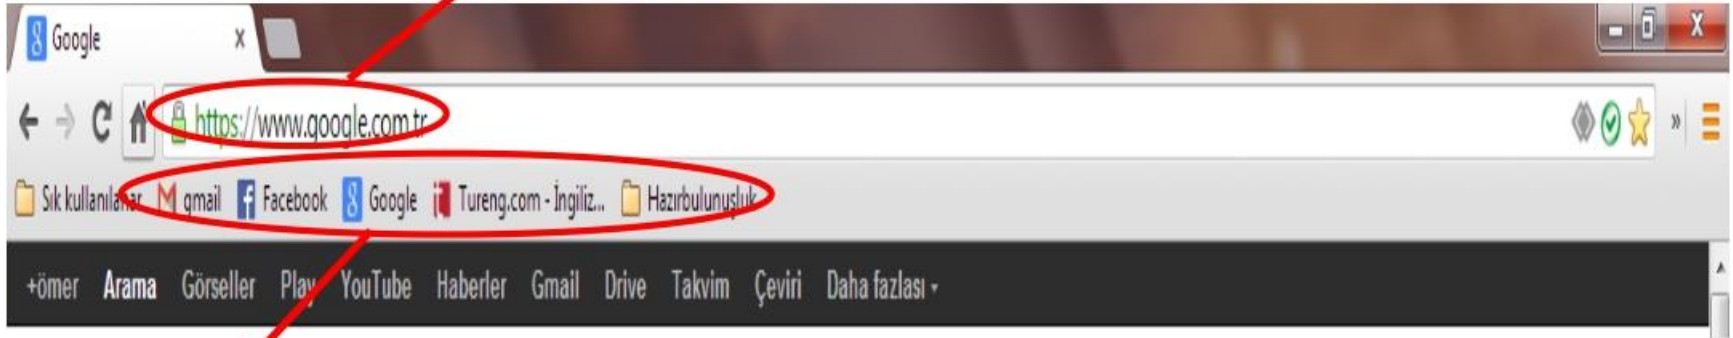 Google
https://www.google.com.tr
Sık kullanılanlar gmail Facebook Google Tureng.com - İngiliz... Hazırbulunuşluk
+ömer Arama Görseller Play YouTube Haberler Gmail Drive Takvim Çeviri Daha fazlası